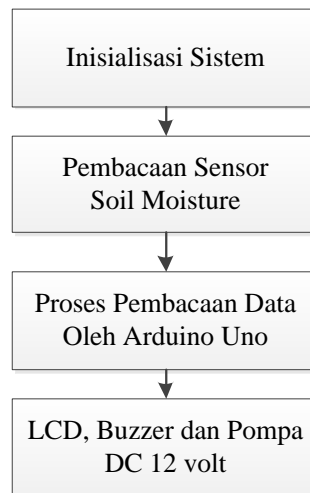 Inisialisasi Sistem
Pembacaan Sensor
Soil Moisture
Proses Pembacaan Data
Oleh Arduino Uno
LCD, Buzzer dan Pompa
DC 12 volt